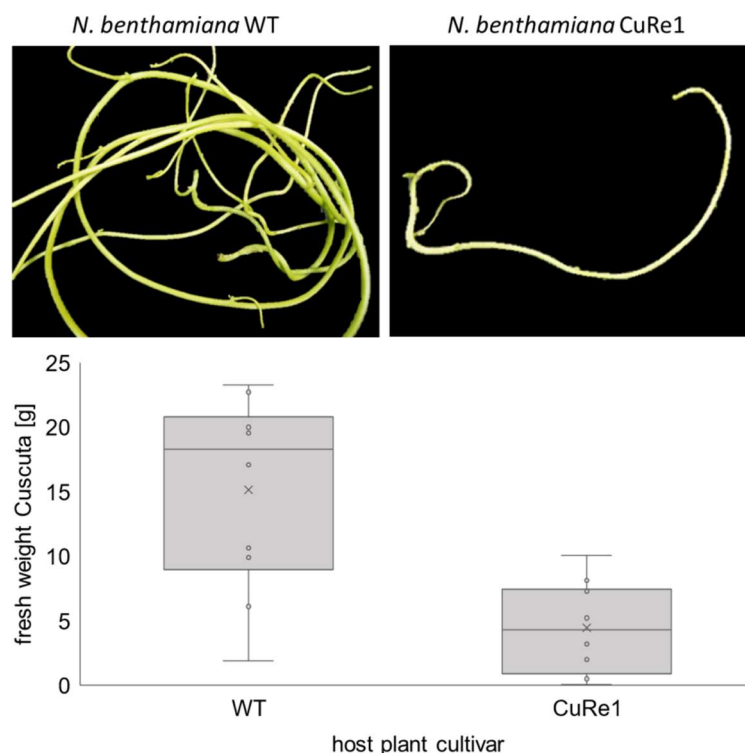 N. benthamiana WT
N. benthamiana CuRe1
25
20
15
10
5
0
fresh weight Cuscuta [g]
WT
CuRe1
host plant cultivar